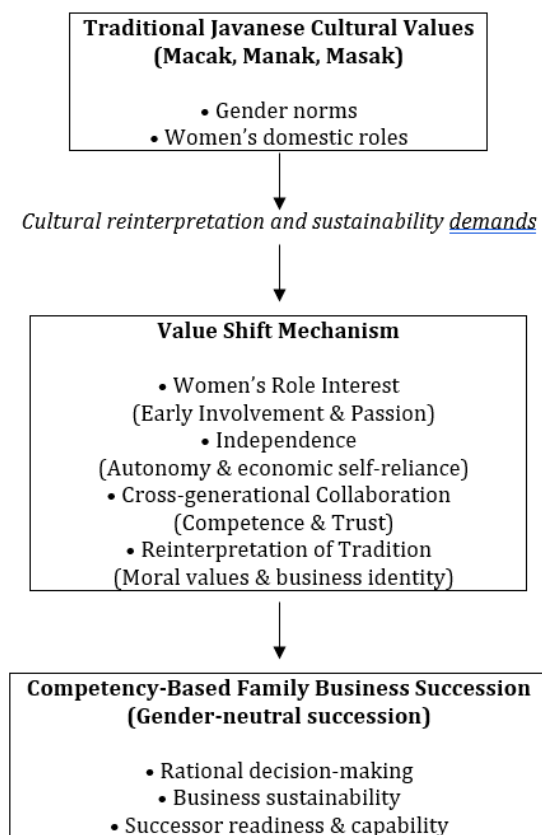 Traditional Javanese Cultural Values
(Macak, Manak, Masak)
• Gender norms
• Women's domestic roles
Cultural reinterpretation and sustainability demands
Value Shift Mechanism
• Women's Role Interest
(Early Involvement & Passion)
• Independence
(Autonomy & economic self-reliance)
• Cross-generational Collaboration
(Competence & Trust)
• Reinterpretation of Tradition
(Moral values & business identity)
Competency-Based Family Business Succession
(Gender-neutral succession)
• Rational decision-making
• Business sustainability
• Successor readiness & capability